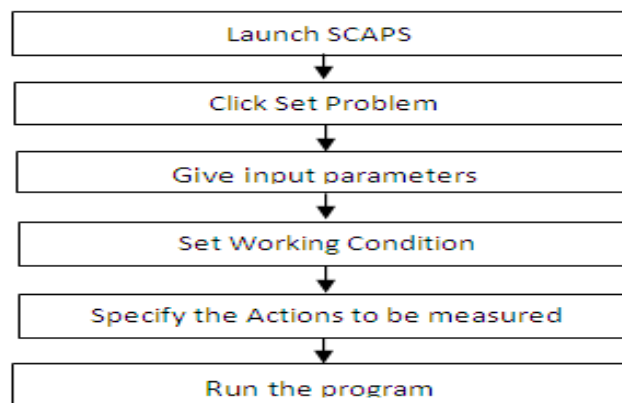 Launch SCAPS
Click Set Problem
Give input parameters
Set Working Condition
Specify the Actions to be measured
Run the program